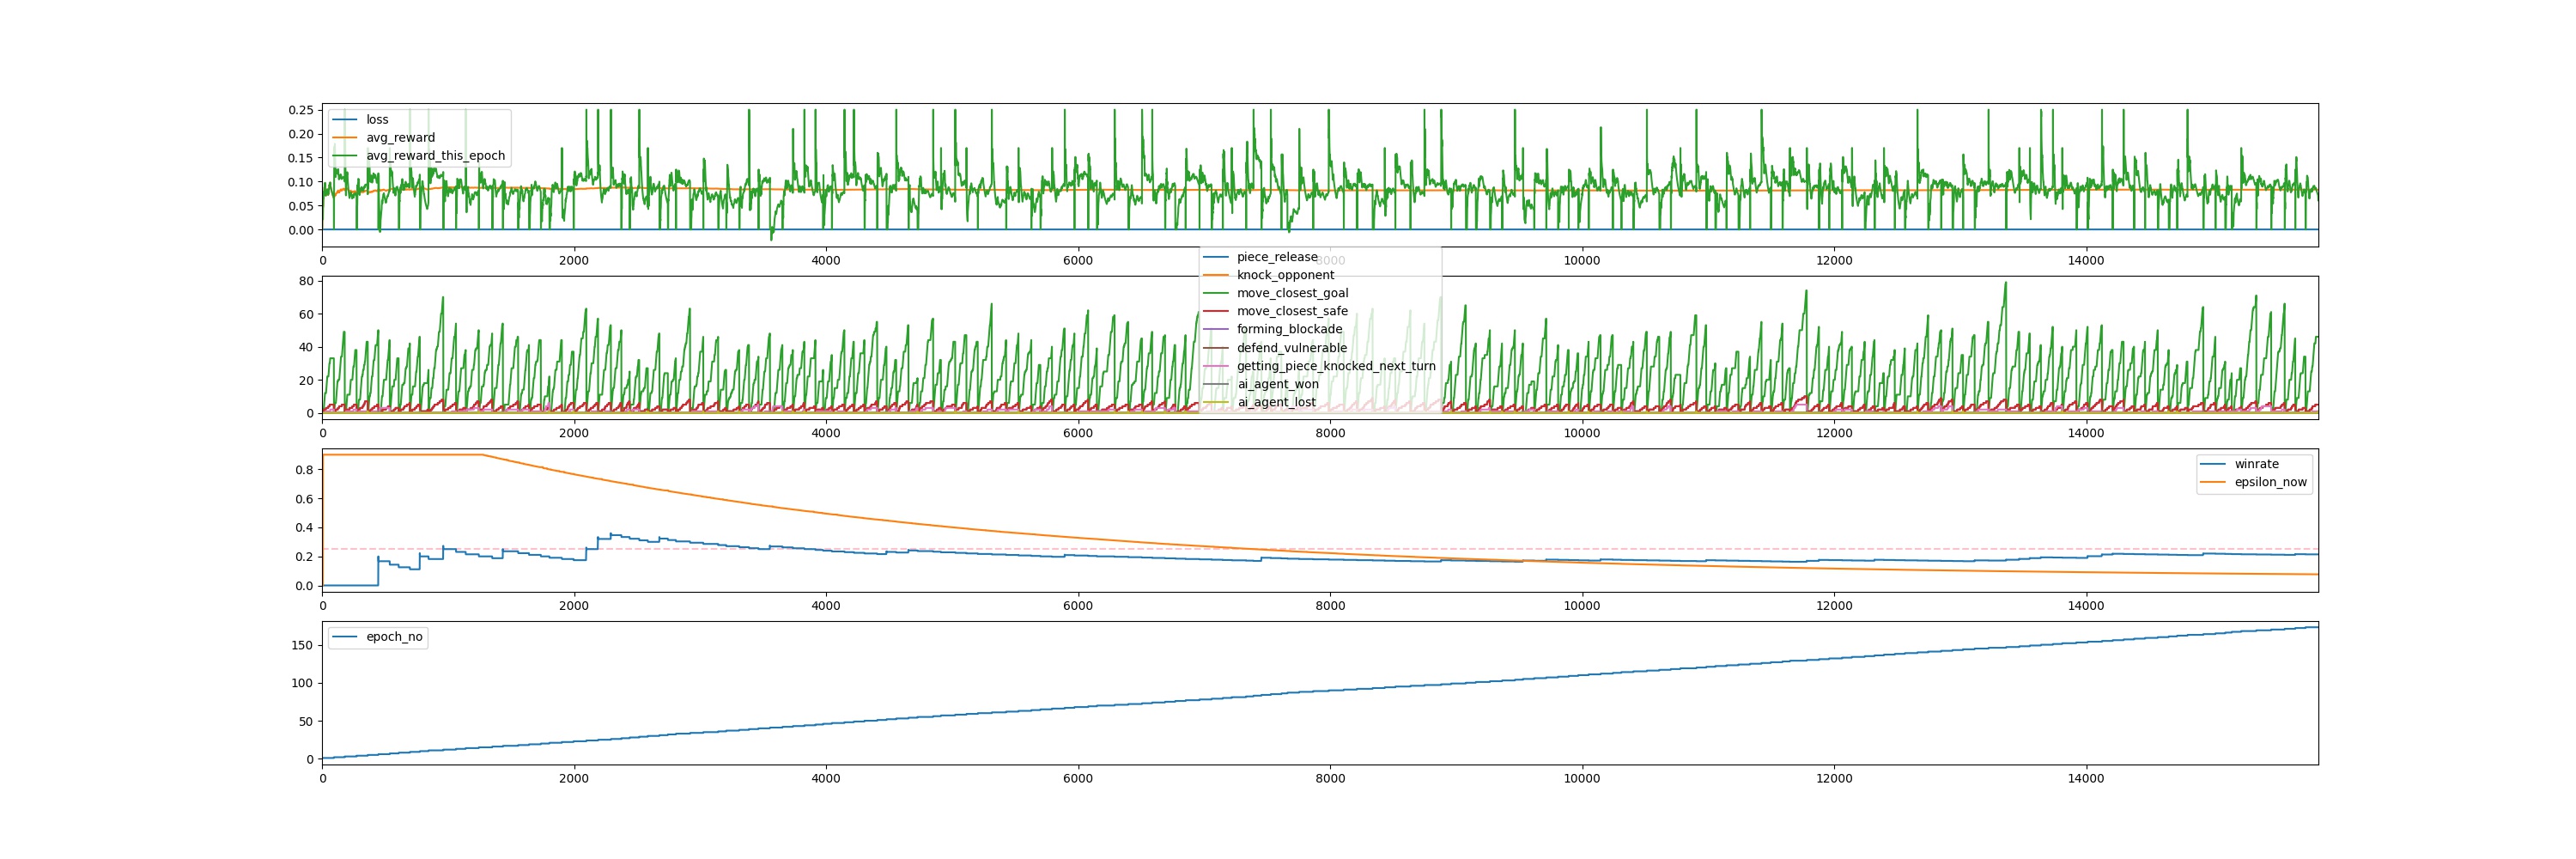 0.25
0.20
0.15
0.10
0.05
0.00
loss
avg_reward
avg_reward_this_epoch
0 2000 4000 6000 8000 10000 12000 14000
80
60
40
20
0
piece_release
knock_opponent
move_closest_goal
move_closest_safe
forming_blockade
defend_vulnerable
getting_piece_knocked_next_turn
ai_agent_won
ai_agent_lost
0 2000 4000 6000 8000 10000 12000 14000
0.8
0.6
0.4
0.2
0.0
winrate
epsilon_now
0 2000 4000 6000 8000 10000 12000 14000
150
100
50
0
epoch_no
0 2000 4000 6000 8000 10000 12000 14000